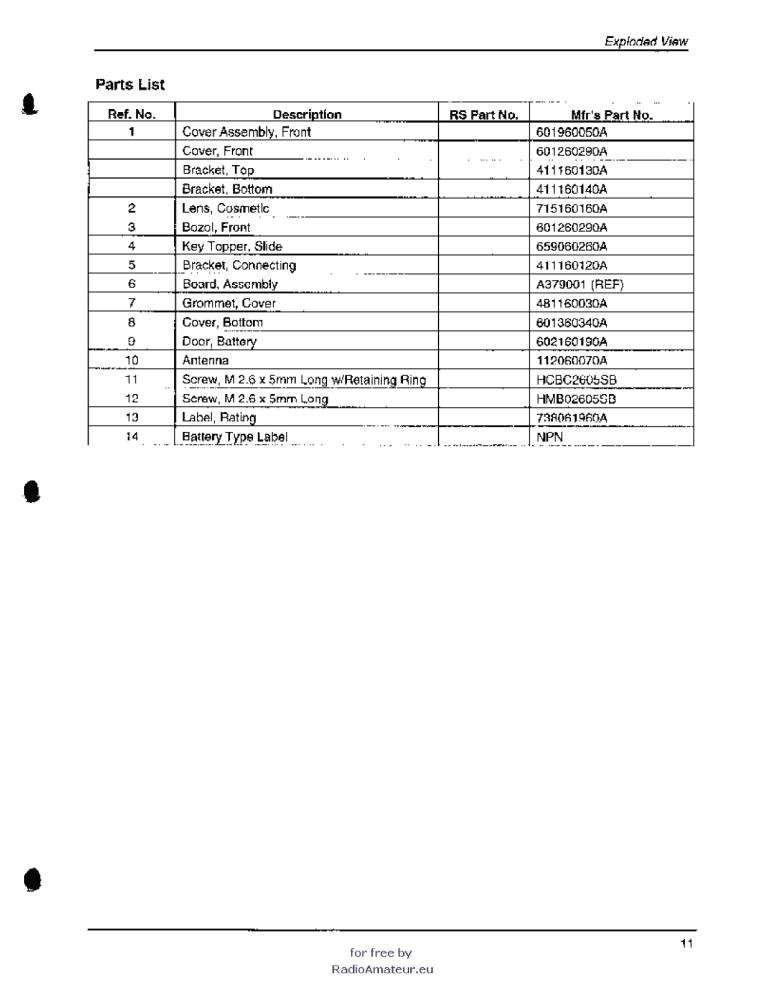 Exploded View
Parts List
Ref. No. Description RS Part No. Mfr's Part No.
1 Cover Assembly, Front 601960050A
Cover, Front 601260290A
Bracket, Top 411160130A
Bracket, Bottom 411160140A
2 Lens, Cosmetic 715160160A
3 Bozol, Front 601260290A
4 Key Topper, Slide 659060260A
5 Bracket, Connecting 411160120A
6 Board, Assembly A379001 (REF)
7 Grommet, Cover 481160030A
8 Cover, Bottom 601360340A
9 Door, Battery 602160190A
10 Antenna 112060070A
11 Screw, M 2.6 x 5mm Long w/Retaining Ring HCBC2605SB
12 Screw, M 2.6 x 5mm Long HMB02605SB
13 Label, Rating 738061960A
14 Battery Type Label NPN
11
for free by
RadioAmateur.eu